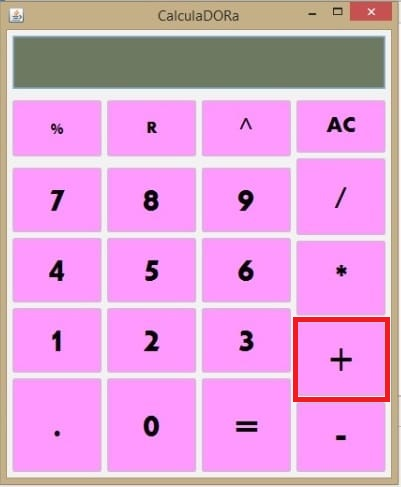 CalculaDORa
% R ^ AC
7 8 9 /
4 5 6 *
1 2 3 +
. 0 = -